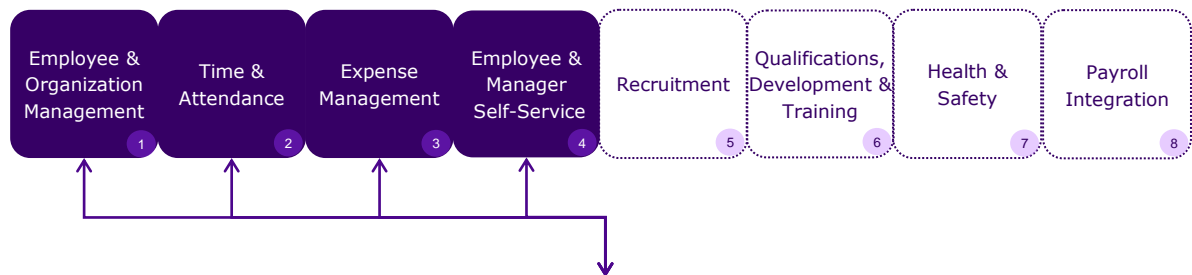 Employee &
Organization
Management
1
Time &
Attendance
2
Expense
Management
3
Employee &
Manager
Self-Service
4
Recruitment
5
Qualifications,
Development &
Training
6
Health &
Safety
7
Payroll
Integration
8